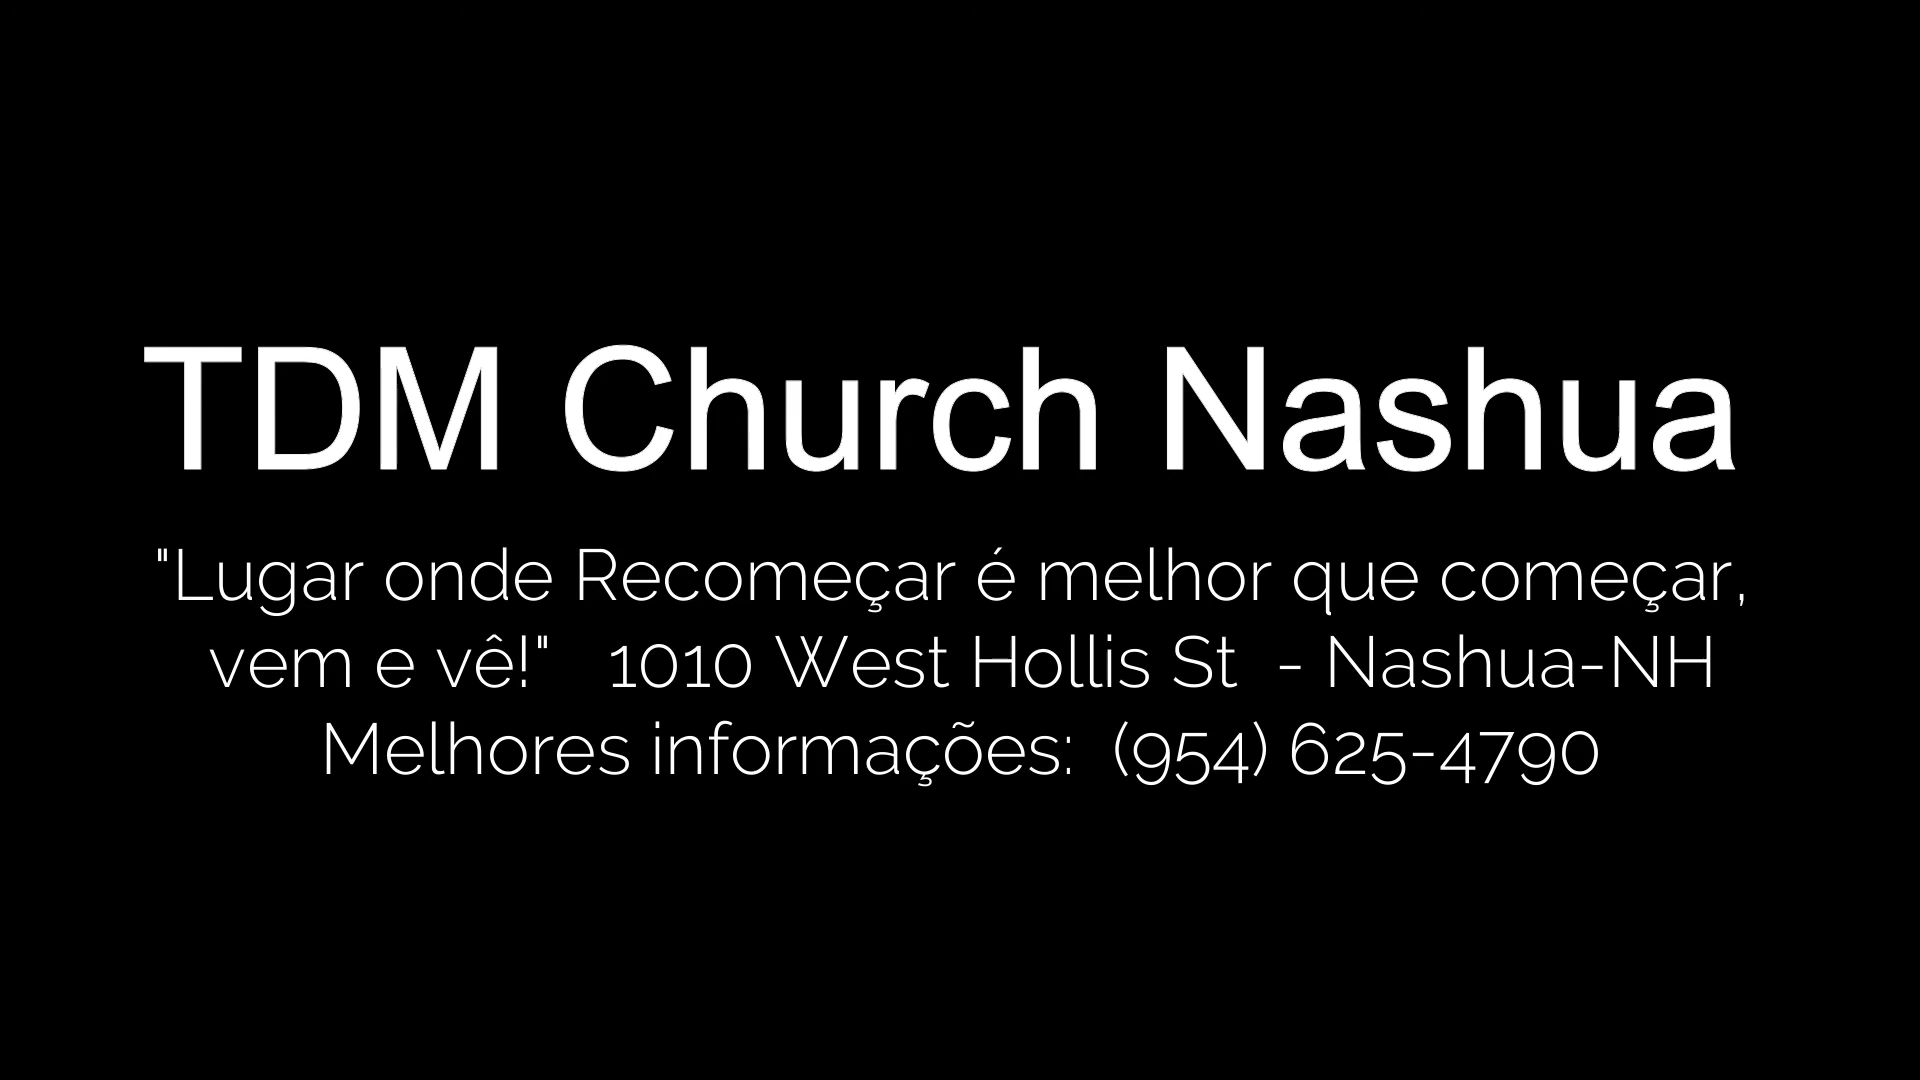 TDM Church Nashua
"Lugar onde Recomeçar é melhor que começar,
vem e vê!"   1010 West Hollis St  - Nashua-NH
Melhores informações:  (954) 625-4790